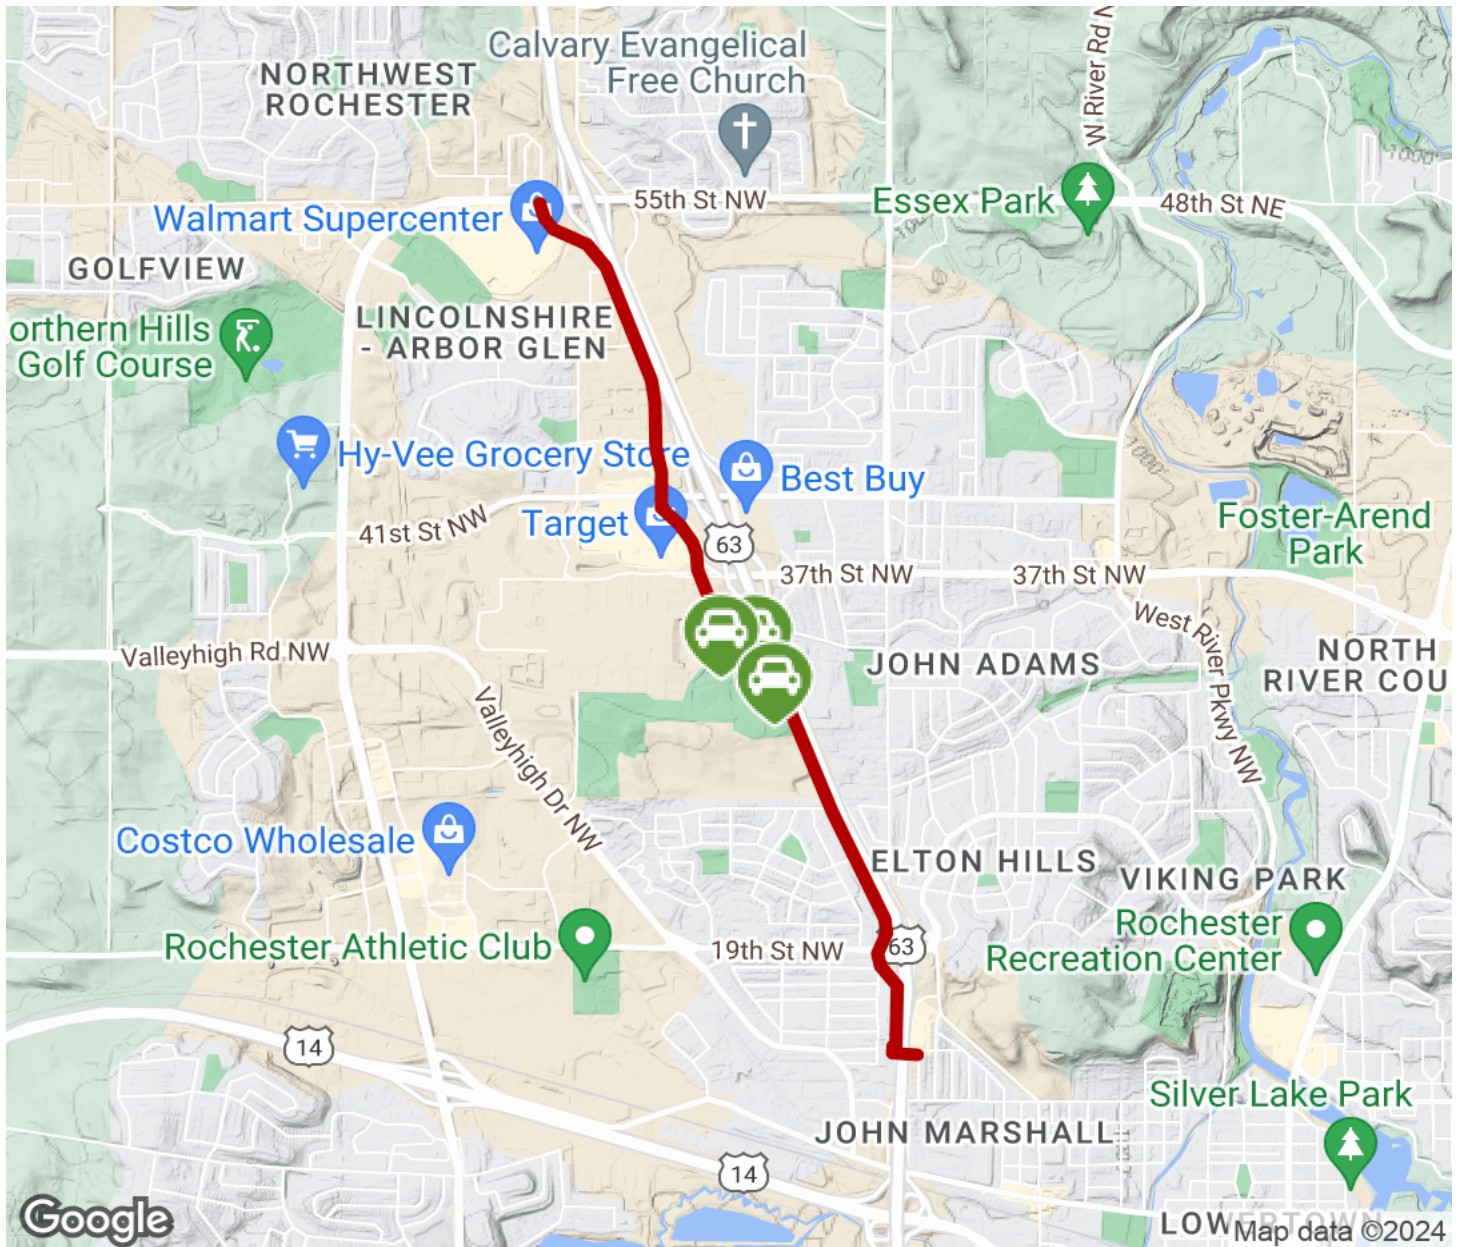 Calvary Evangelical
Free Church
NORTHWEST
ROCHESTER
W River Rd N
55th St NW
Essex Park
48th St NE
Walmart Supercenter
GOLFVIEW
LINCOLNSHIRE
- ARBOR GLEN
orthern Hills
Golf Course
Hy-Vee Grocery Store
Best Buy
1000
1000
41st St NW
Target
63
Foster-Arend
Park
37th St NW
37th St NW
West River Pkwy NW
Valleyhigh Rd NW
JOHN ADAMS
NORTH
RIVER COU
Valleyhigh Dr NW
Costco Wholesale
ELTON HILLS
VIKING PARK
Rochester
Recreation Center
Rochester Athletic Club
19th St NW
63
14
Silver Lake Park
JOHN MARSHALL
14
Google
LOWERTOWN
Map data ©2024